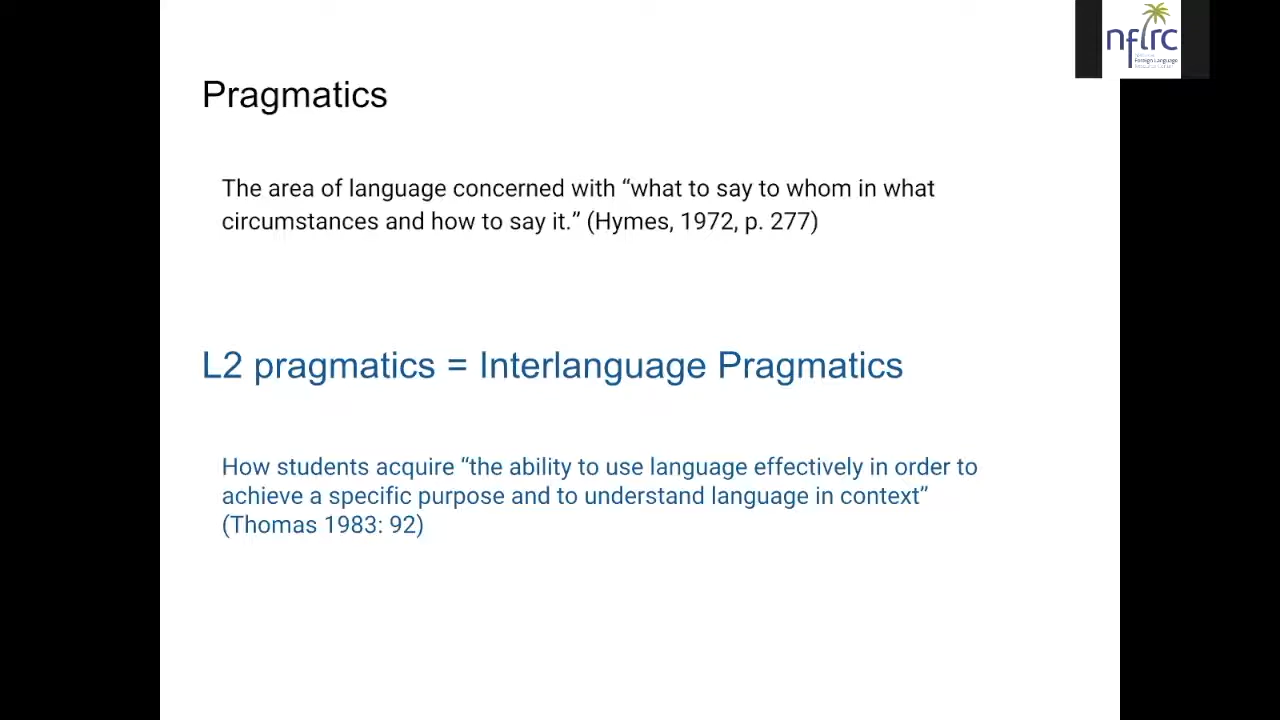 nflrc
Foreign Language
Pragmatics
The area of language concerned with “what to say to whom in what
circumstances and how to say it.” (Hymes, 1972, p. 277)
L2 pragmatics = Interlanguage Pragmatics
How students acquire “the ability to use language effectively in order to
achieve a specific purpose and to understand language in context”
(Thomas 1983: 92)